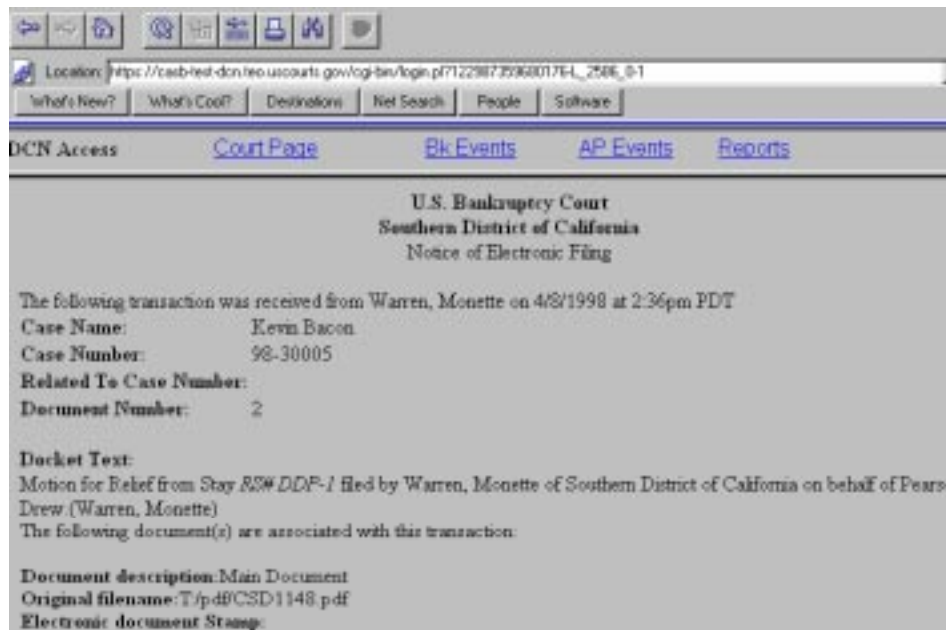 Location: https://casb-test-dcn.teo.uscourts.gov/cgi-bin/login.pl?122987359680176-L_2586_0-1
What's New? What's Cool? Destinations Net Search People Software
DCN Access Court Page Bk Events AP Events Reports
U.S. Bankruptcy Court
Southern District of California
Notice of Electronic Filing
The following transaction was received from Warren, Monette on 4/8/1998 at 2:36pm PDT
Case Name: Kevin Bacon
Case Number: 98-30005
Related To Case Number:
Document Number: 2
Docket Text:
Motion for Relief from Stay RS# DDP-1 filed by Warren, Monette of Southern District of California on behalf of Pears
Drew.(Warren, Monette)
The following document(s) are associated with this transaction:
Document description:Main Document
Original filename:T:/pdf/CSD1148.pdf
Electronic document Stamp: